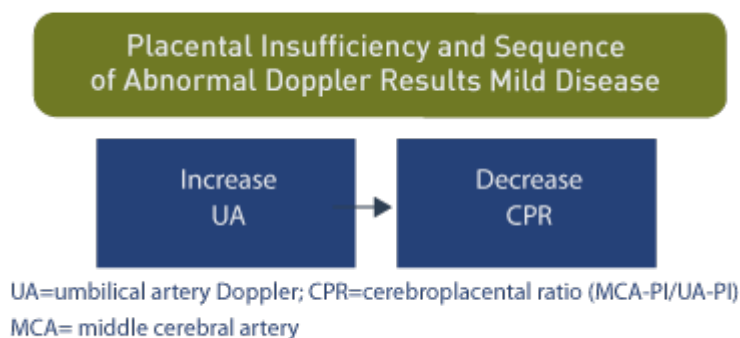 Placental Insufficiency and Sequence
of Abnormal Doppler Results Mild Disease
Increase
UA
Decrease
CPR
UA=umbilical artery Doppler; CPR=cerebroplacental ratio (MCA-PI/UA-PI)
MCA= middle cerebral artery